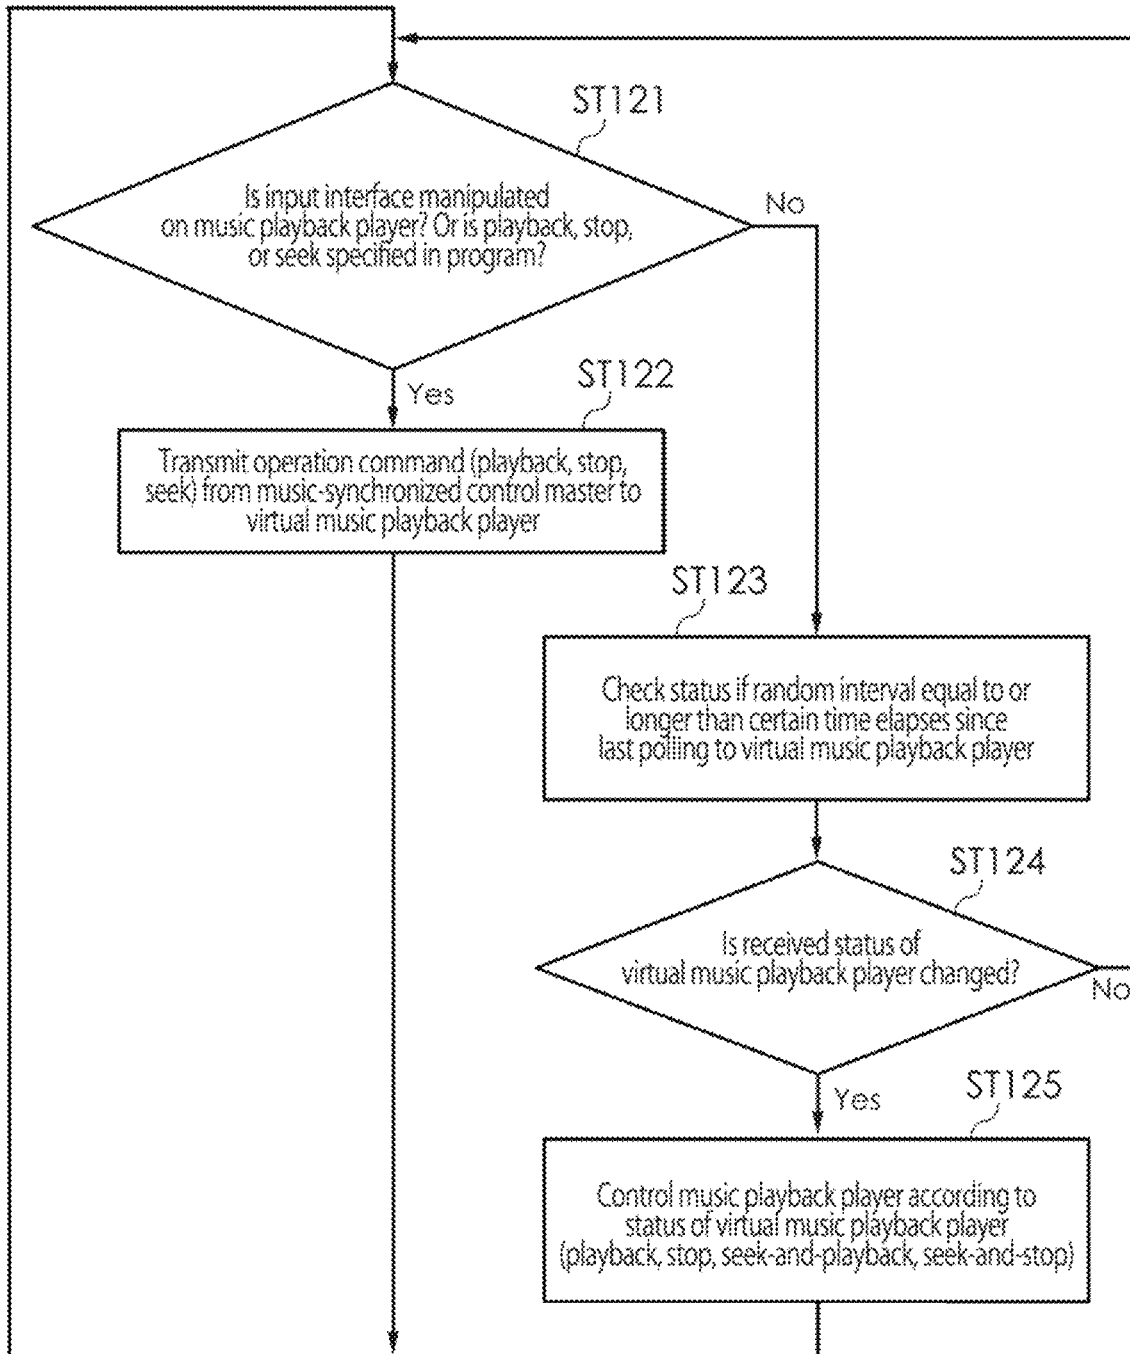 ST121
Is input interface manipulated
on music playback player? Or is playback, stop,
or seek specified in program?
No
Yes
ST122
Transmit operation command (playback, stop,
seek) from music-synchronized control master to
virtual music playback player
ST123
Check status if random interval equal to or
longer than certain time elapses since
last polling to virtual music playback player
ST124
Is received status of
virtual music playback player changed?
No
Yes
ST125
Control music playback player according to
status of virtual music playback player
(playback, stop, seek-and-playback, seek-and-stop)